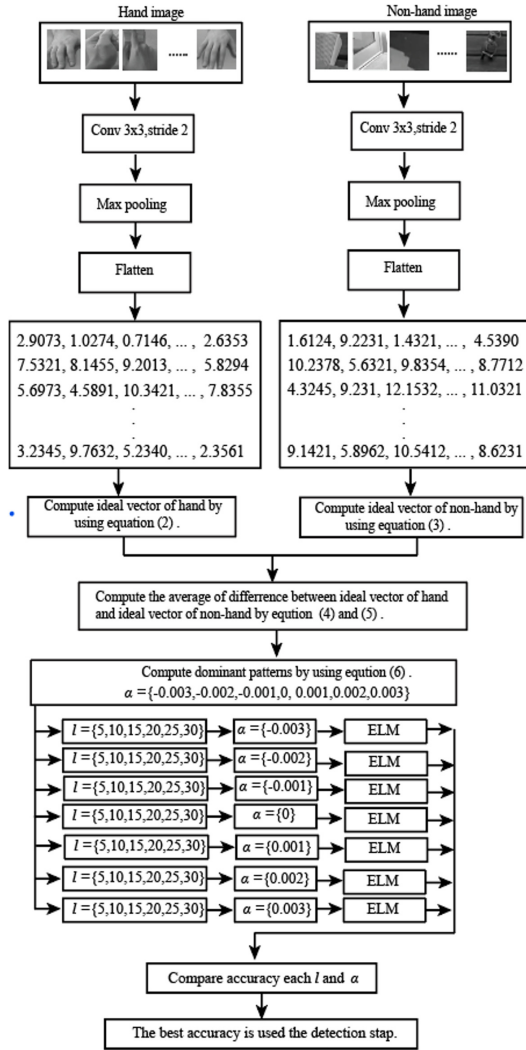 Hand image
Non-hand image
......
......
Conv 3x3,stride 2
Conv 3x3,stride 2
Max pooling
Max pooling
Flatten
Flatten
2.9073, 1.0274, 0.7146, ... , 2.6353
7.5321, 8.1455, 9.2013, ... , 5.8294
5.6973, 4.5891, 10.3421, ... , 7.8355
.
.
.
3.2345, 9.7632, 5.2340, ... , 2.3561
1.6124, 9.2231, 1.4321, ... , 4.5390
10.2378, 5.6321, 9.8354, ... , 8.7712
4.3245, 9.231, 12.1532, ... , 11.0321
.
.
.
9.1421, 5.8962, 10.5412, ... , 8.6231
Compute ideal vector of hand by
using equation (2) .
Compute ideal vector of non-hand by
using equation (3) .
Compute the average of difference between ideal vector of hand
and ideal vector of non-hand by eqution (4) and (5) .
Compute dominant patterns by using eqution (6) .
α = {-0.003,-0.002,-0.001,0, 0.001,0.002,0.003}
l = {5,10,15,20,25,30} α = {-0.003} ELM
l = {5,10,15,20,25,30} α = {-0.002} ELM
l = {5,10,15,20,25,30} α = {-0.001} ELM
l = {5,10,15,20,25,30} α = {0} ELM
l = {5,10,15,20,25,30} α = {0.001} ELM
l = {5,10,15,20,25,30} α = {0.002} ELM
l = {5,10,15,20,25,30} α = {0.003} ELM
Compare accuracy each l and α
The best accuracy is used the detection stap.